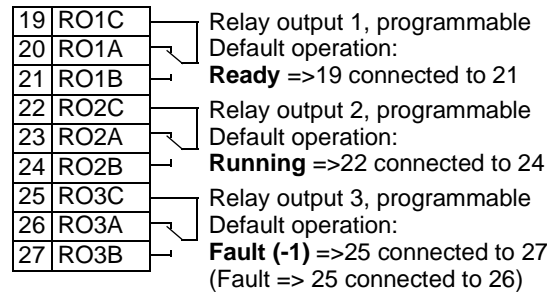 19 RO1C Relay output 1, programmable
20 RO1A Default operation:
21 RO1B Ready =>19 connected to 21
22 RO2C Relay output 2, programmable
23 RO2A Default operation:
24 RO2B Running =>22 connected to 24
25 RO3C Relay output 3, programmable
26 RO3A Default operation:
27 RO3B Fault (-1) =>25 connected to 27
(Fault => 25 connected to 26)